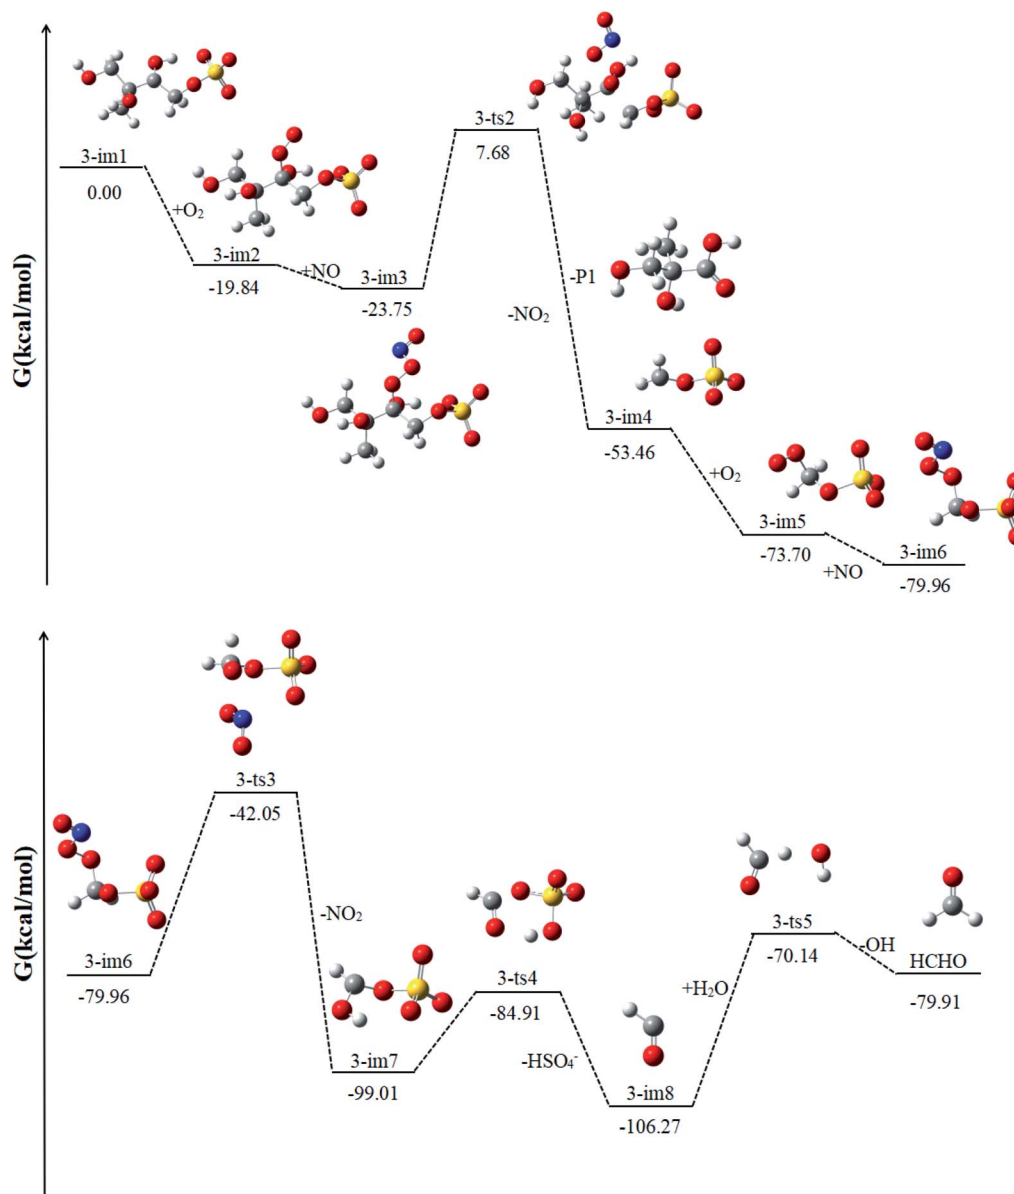 G(kcal/mol)
3-im1
0.00
+O₂
3-im2
-19.84
+NO
3-im3
-23.75
3-ts2
7.68
-P1
-NO₂
3-im4
-53.46
+O₂
3-im5
-73.70
+NO
3-im6
-79.96
G(kcal/mol)
3-im6
-79.96
3-ts3
-42.05
-NO₂
3-im7
-99.01
3-ts4
-84.91
-HSO₄⁻
3-im8
-106.27
+H₂O
3-ts5
-70.14
-OH
HCHO
-79.91